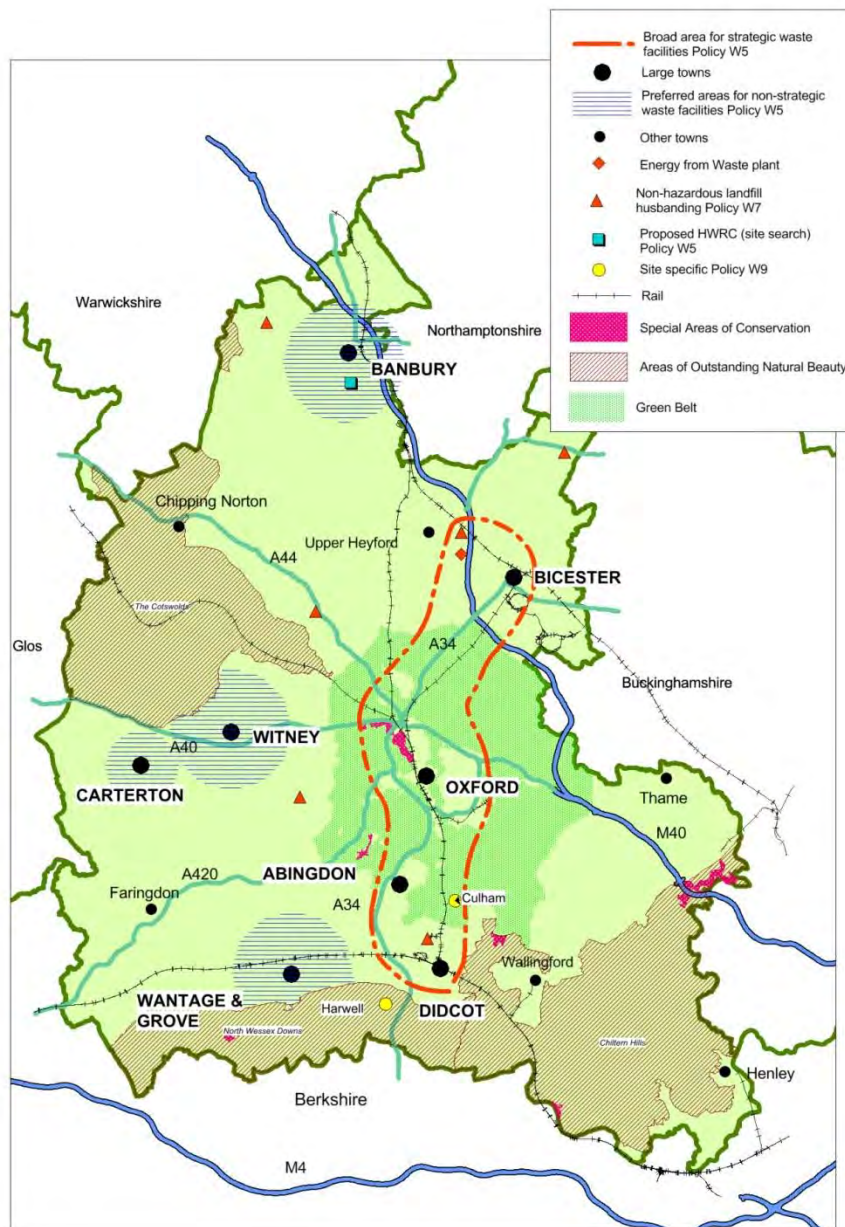 Broad area for strategic waste
facilities Policy W5
Large towns
Preferred areas for non-strategic
waste facilities Policy W5
Other towns
Energy from Waste plant
Non-hazardous landfill
husbanding Policy W7
Proposed HWRC (site search)
Policy W5
Site specific Policy W9
Rail
Special Areas of Conservation
Areas of Outstanding Natural Beauty
Green Belt
Warwickshire
Northamptonshire
BANBURY
Chipping Norton
Upper Heyford
A44
BICESTER
The Cotswolds
Glos
A34
Buckinghamshire
WITNEY
A40
CARTERTON
OXFORD
Thame
M40
ABINGDON
A420
Faringdon
A34
Culham
Wallingford
WANTAGE &
GROVE
Harwell
DIDCOT
North Wessex Downs
Chiltern Hills
Henley
Berkshire
M4